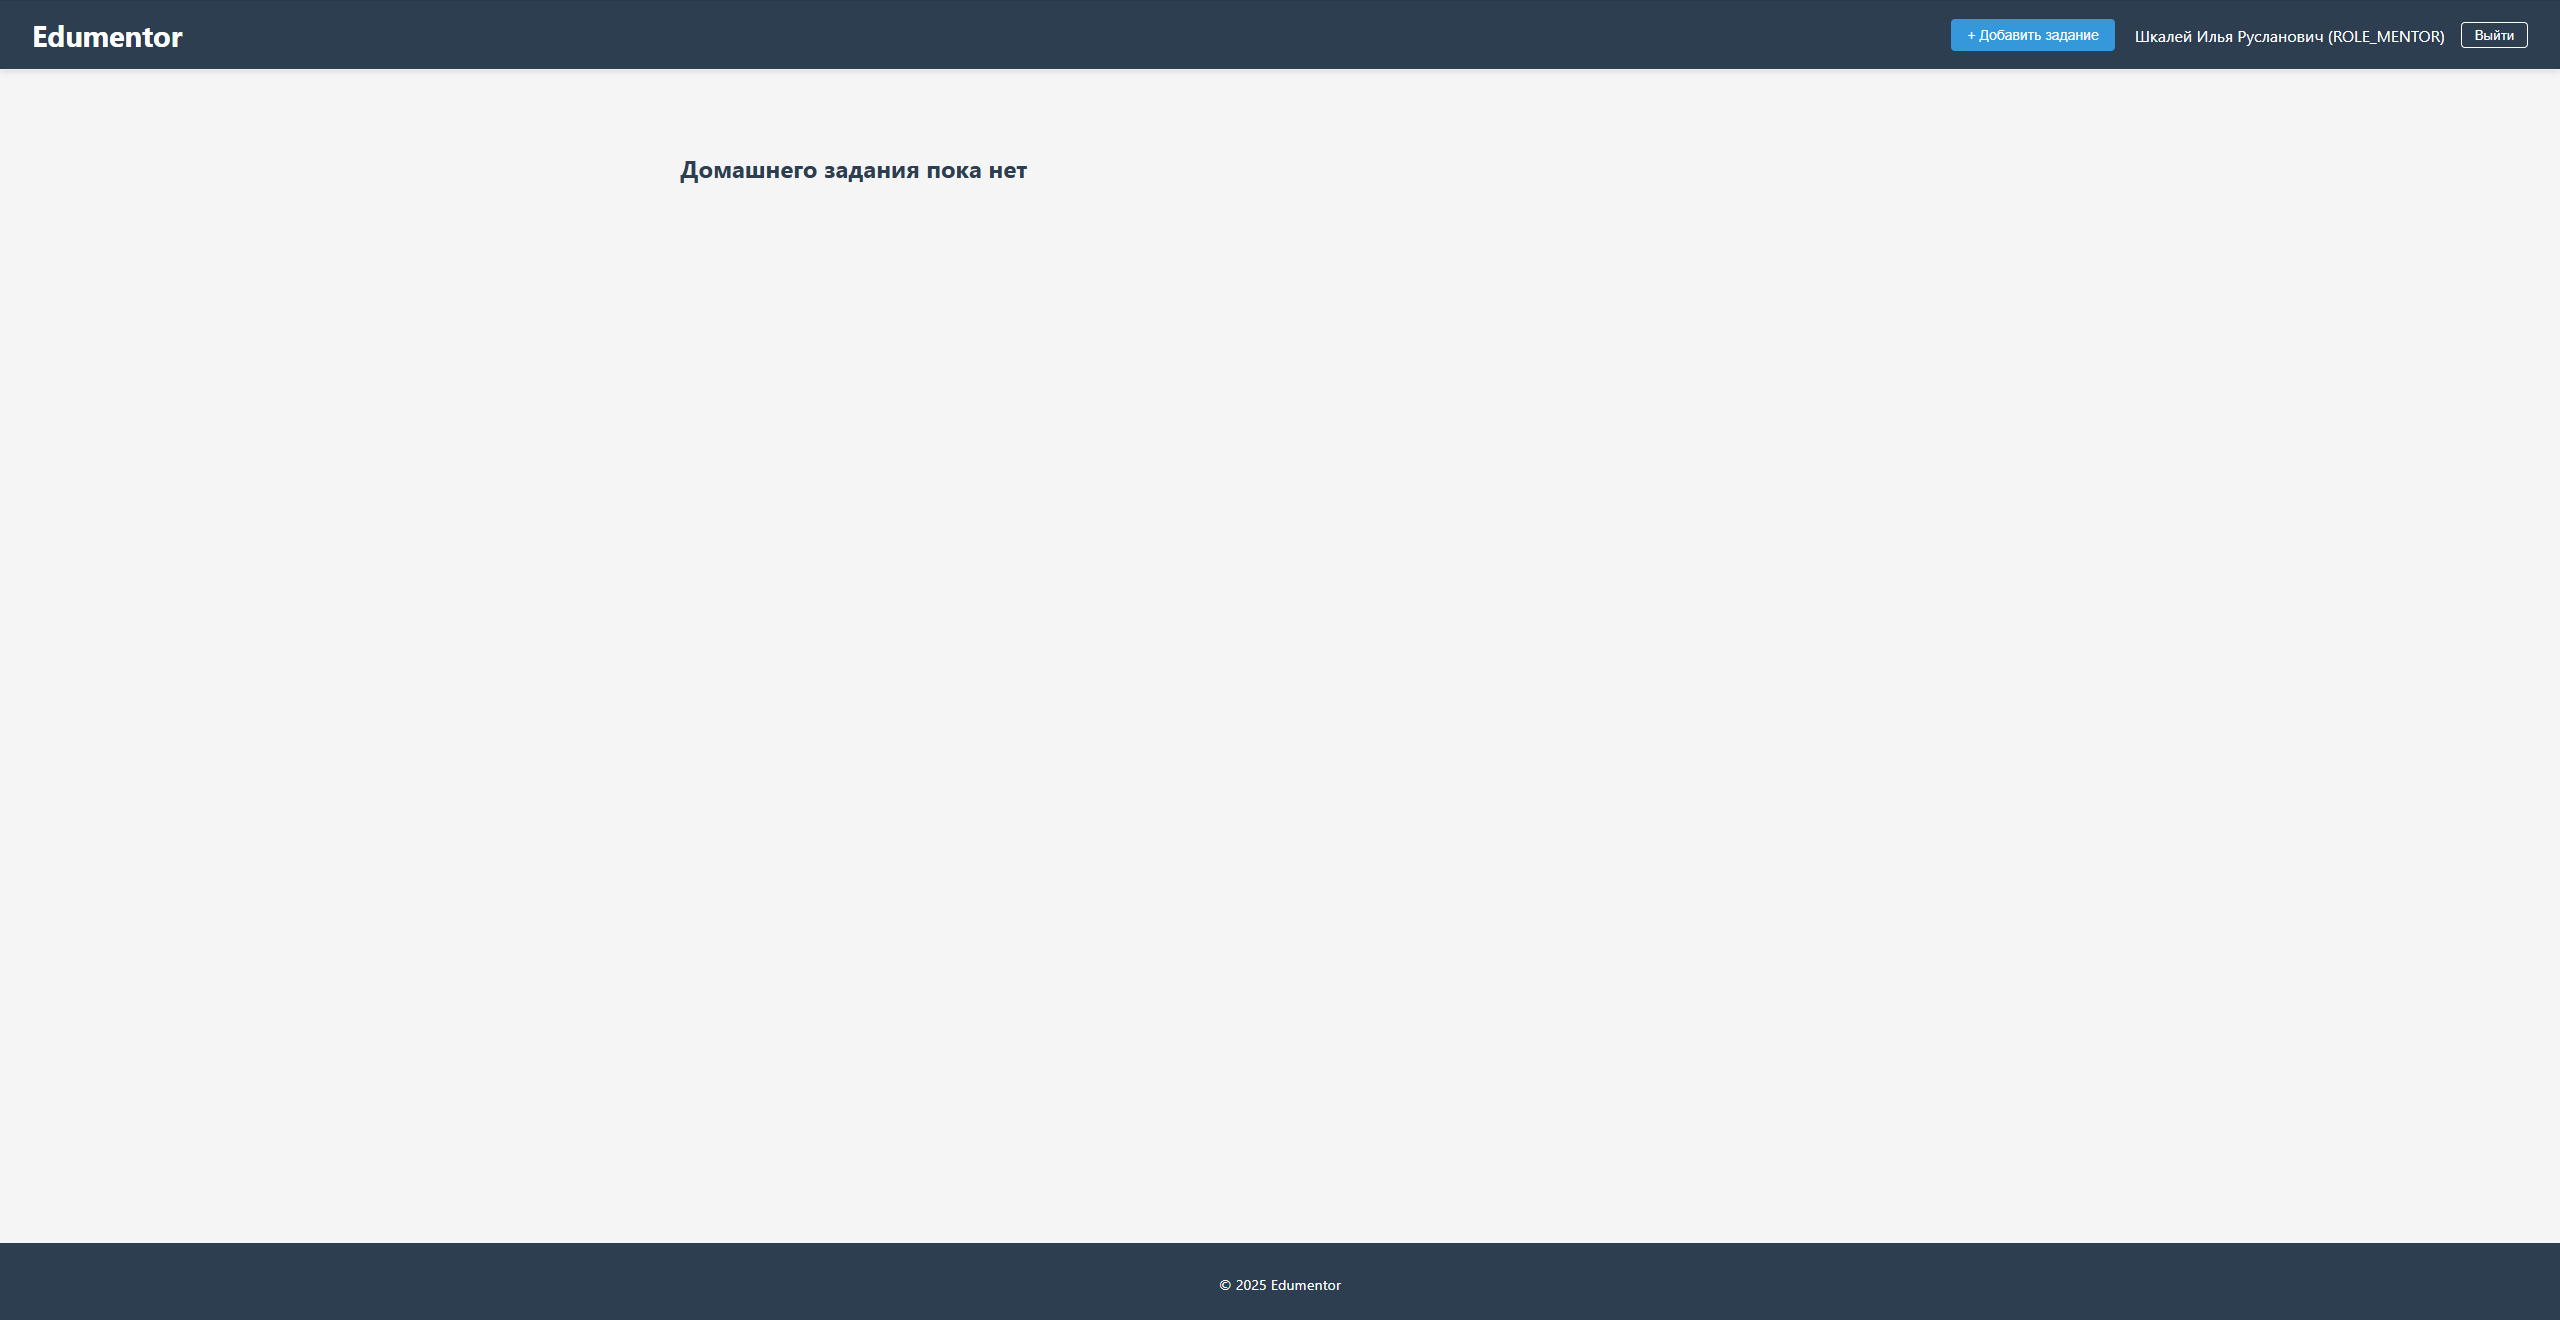 Edumentor
+ Добавить задание
Шкалей Илья Русланович (ROLE_MENTOR)
Выйти
Домашнего задания пока нет
© 2025 Edumentor